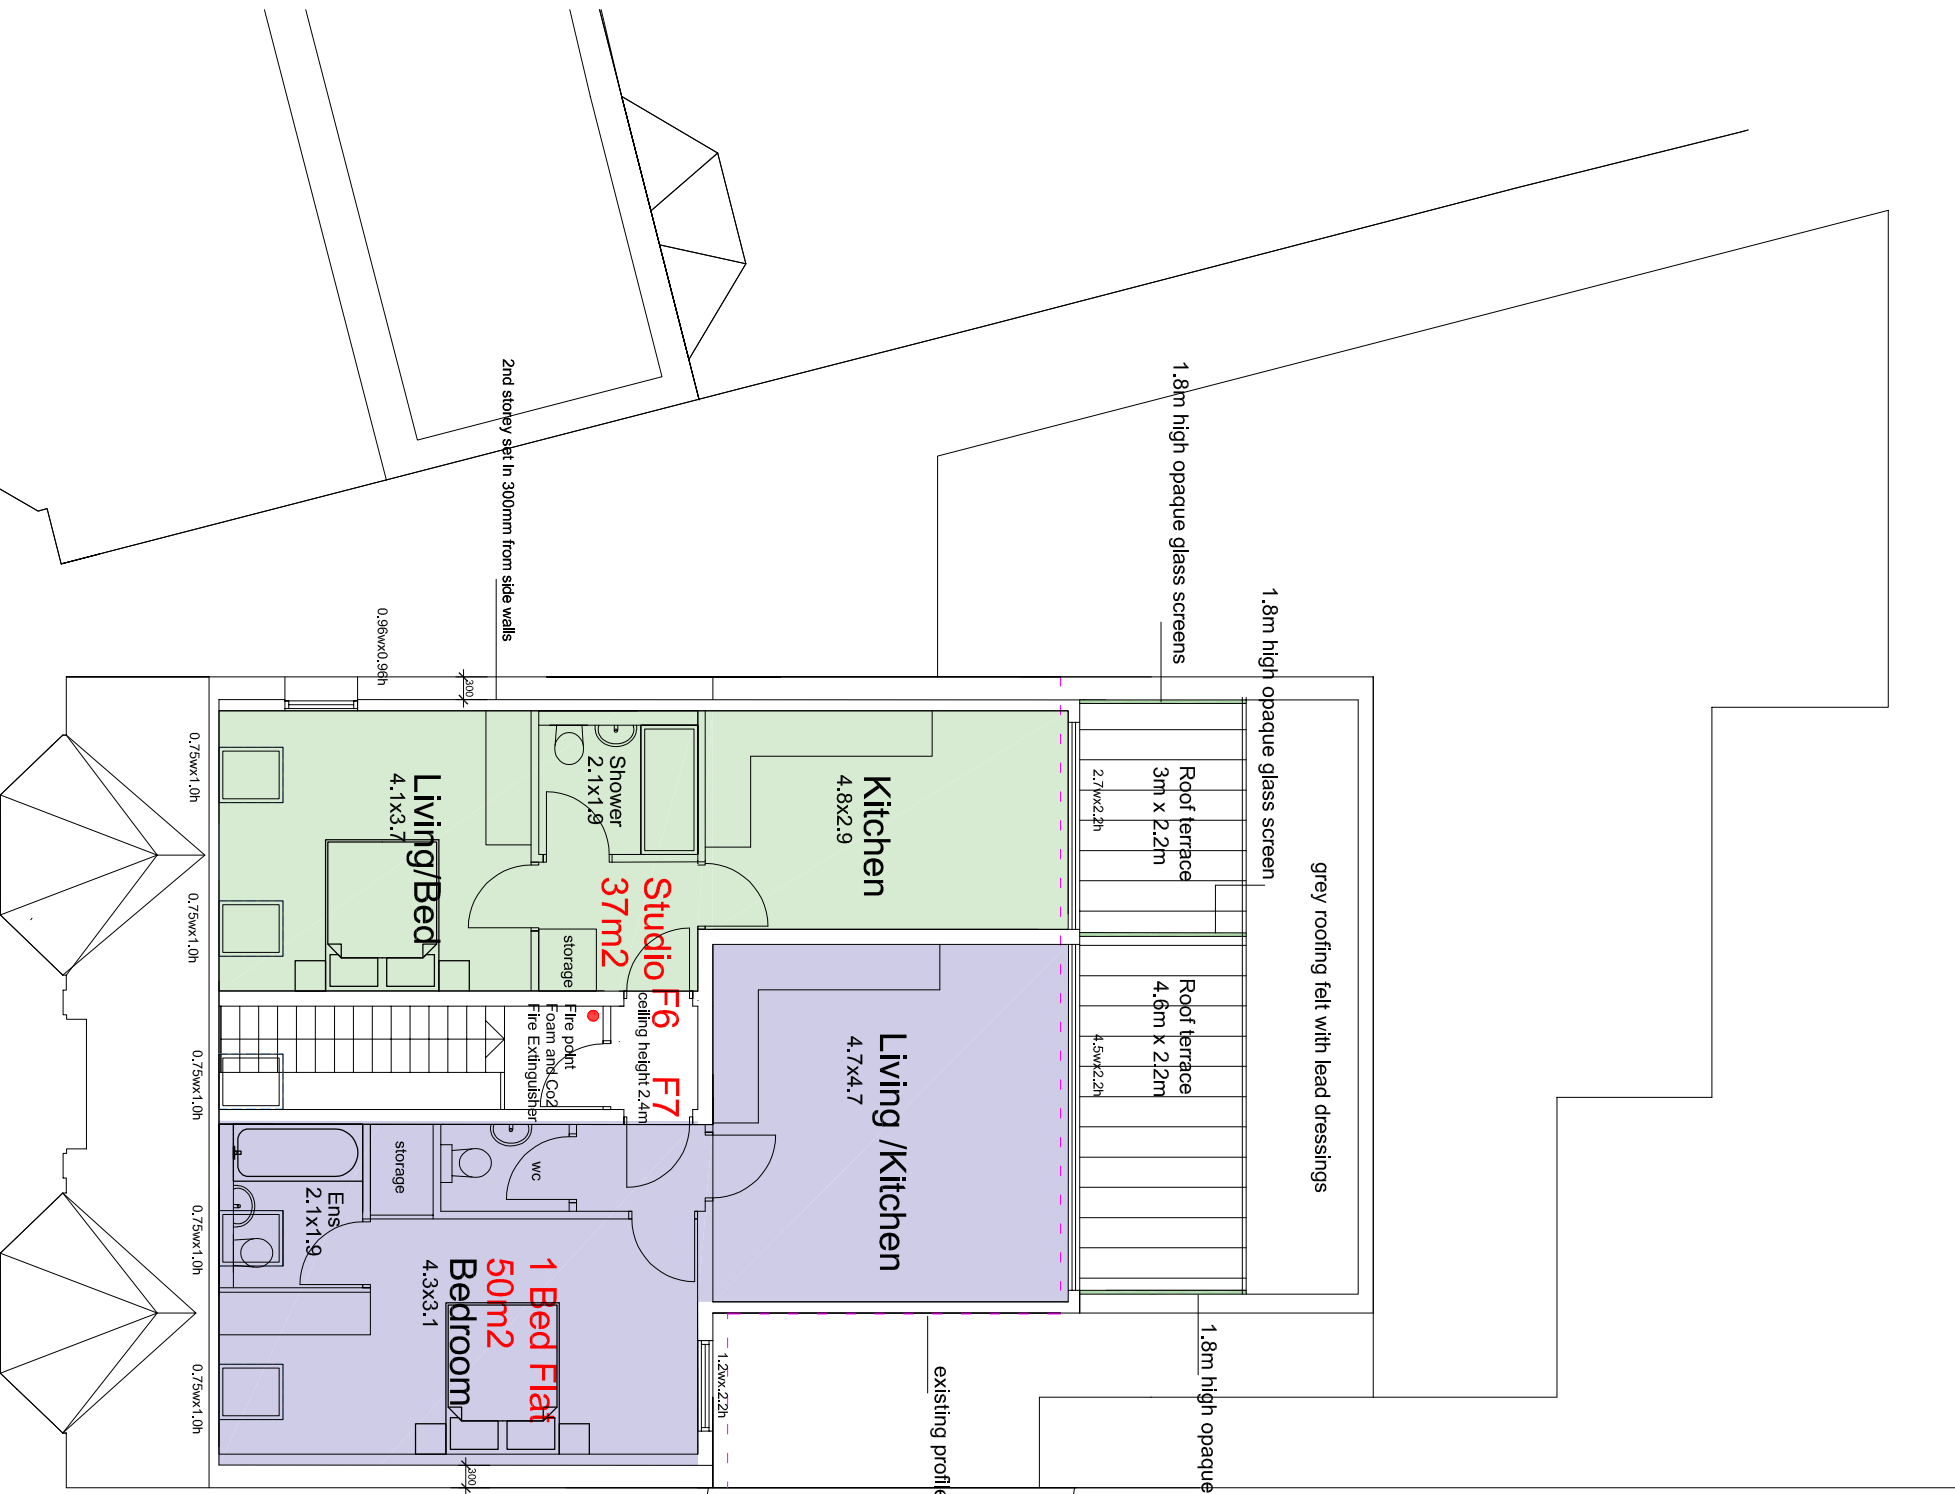 2nd storey set In 300mm from side walls
1.8m high opaque glass screens
1.8m high opaque glass screen
0.96wx0.96h
300
0.75wx1.0h
0.75wx1.0h
0.75wx1.0h
0.75wx1.0h
0.75wx1.0h
Living/Bed
4.1x3.7
Shower
2.1x1.9
Kitchen
4.8x2.9
Studio
37m2
storage
F6
F7
ceiling height 2.4m
Fire point
Foam and Co2
Fire Extinguisher
2.7wx2.2h
Roof terrace
3m x 2.2m
Roof terrace
4.6m x 2.2m
4.5wx2.2h
grey roofing felt with lead dressings
Living /Kitchen
4.7x4.7
storage
wc
Ens
2.1x1.9
Bedroom
4.3x3.1
1 Bed Flat
50m2
1.2wx.2.2h
300
existing profile
1.8m high opaque